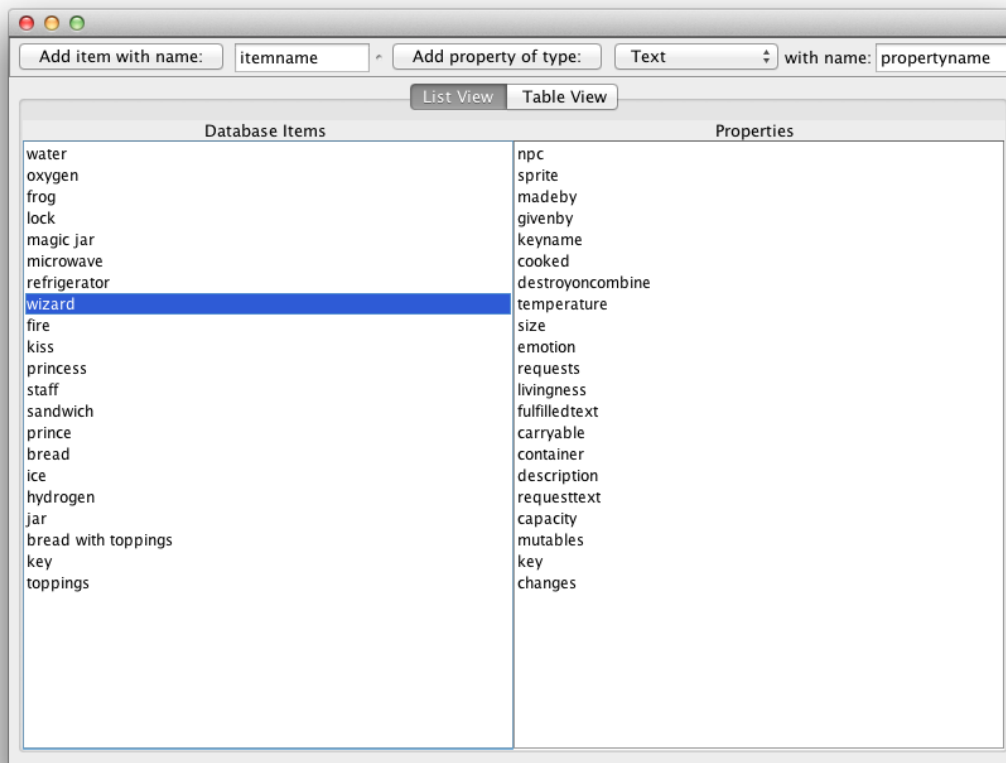 Add item with name: itemname Add property of type: Text with name: propertyname
List View Table View
Database Items Properties
water npc
oxygen sprite
frog madeby
lock givenby
magic jar keyname
microwave cooked
refrigerator destroyoncombine
wizard temperature
fire size
kiss emotion
princess requests
staff livingness
sandwich fulfilledtext
prince carryable
bread container
ice description
hydrogen requesttext
jar capacity
bread with toppings mutables
key key
toppings changes